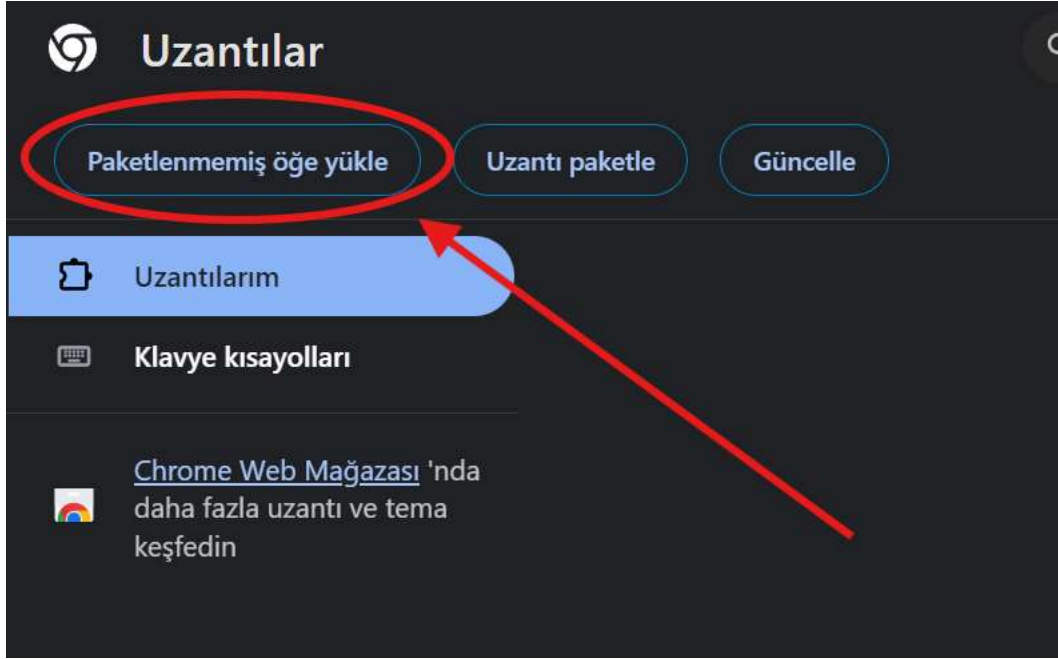 Uzantılar
Paketlenmemiş öğe yükle
Uzantı paketle
Güncelle
Uzantılarım
Klavye kısayolları
Chrome Web Mağazası 'nda
daha fazla uzantı ve tema
keşfedin